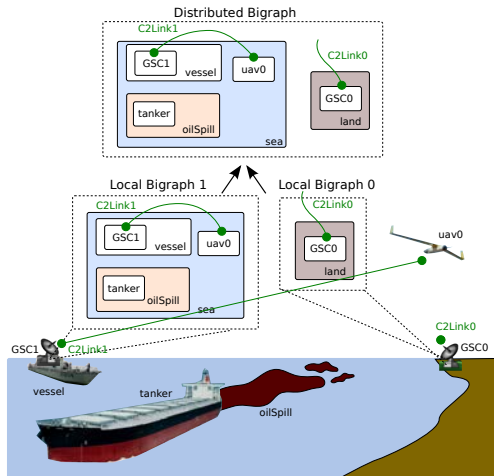 Distributed Bigraph
C2Link1
C2Link0
GSC1
vessel
uav0
GSC0
tanker
oilSpill
land
sea
Local Bigraph 1
Local Bigraph 0
C2Link1
C2Link0
GSC1
vessel
uav0
GSC0
land
tanker
oilSpill
sea
uav0
C2Link0
GSC1
C2Link1
GSC0
vessel
tanker
oilSpill